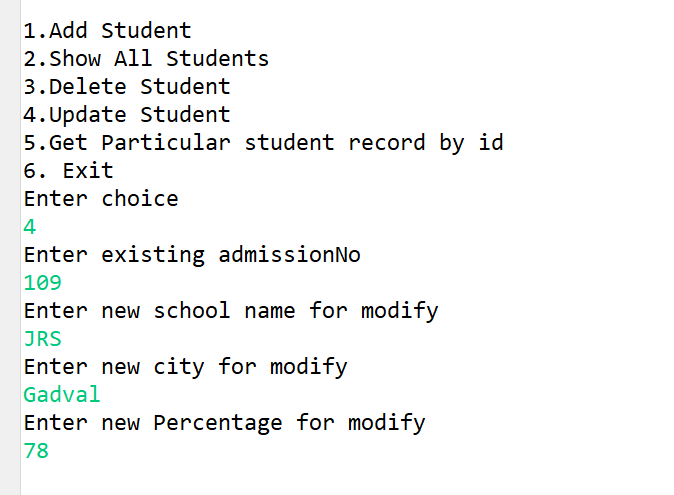 1.Add Student
2.Show All Students
3.Delete Student
4.Update Student
5.Get Particular student record by id
6. Exit
Enter choice
4
Enter existing admissionNo
109
Enter new school name for modify
JRS
Enter new city for modify
Gadval
Enter new Percentage for modify
78